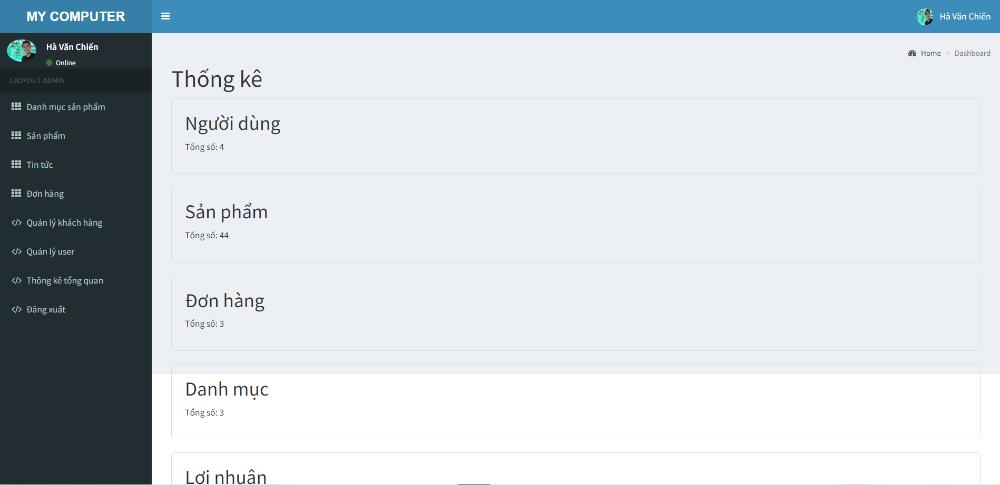 MY COMPUTER
Hà Văn Chiến
Hà Văn Chiến
Online
LAOYOUT ADMIN
Danh mục sản phẩm
Sản phẩm
Tin tức
Đơn hàng
Quản lý khách hàng
Quản lý user
Thông kê tổng quan
Đăng xuất
Home > Dashboard
Thống kê
Người dùng
Tổng số: 4
Sản phẩm
Tổng số: 44
Đơn hàng
Tổng số: 3
Danh mục
Tổng số: 3
Lợi nhuận